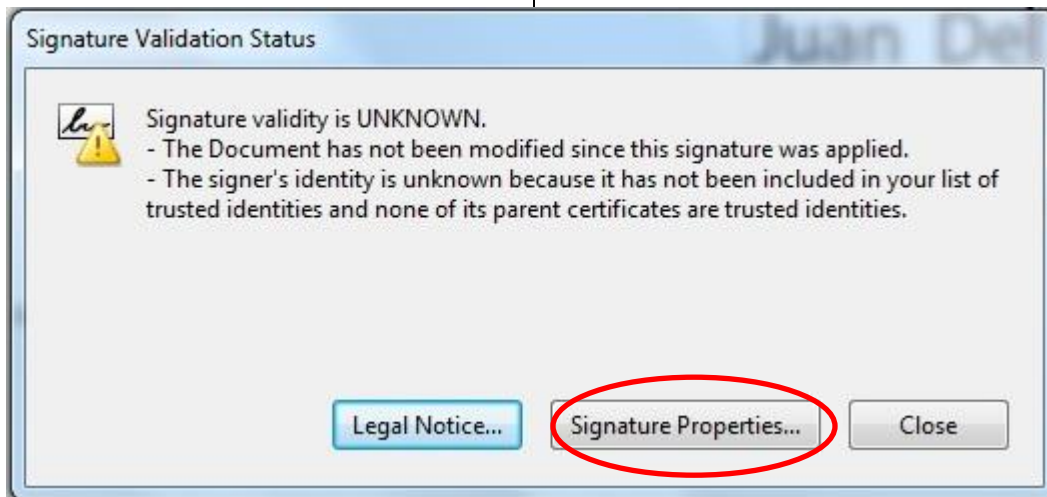 Signature Validation Status
Juan Del
Signature validity is UNKNOWN.
- The Document has not been modified since this signature was applied.
- The signer's identity is unknown because it has not been included in your list of
trusted identities and none of its parent certificates are trusted identities.
Legal Notice... Signature Properties... Close